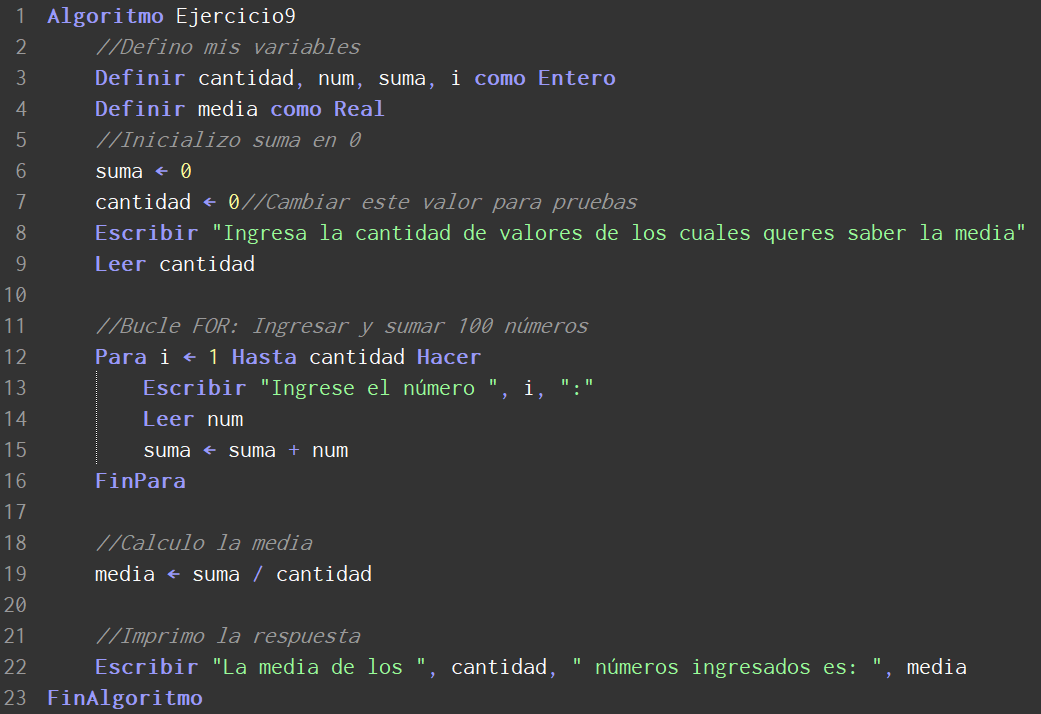 1 Algoritmo Ejercicio9
2 //Defino mis variables
3 Definir cantidad, num, suma, i como Entero
4 Definir media como Real
5 //Inicializo suma en 0
6 suma ← 0
7 cantidad ← 0//Cambiar este valor para pruebas
8 Escribir "Ingresa la cantidad de valores de los cuales queres saber la media"
9 Leer cantidad
10
11 //Bucle FOR: Ingresar y sumar 100 números
12 Para i ← 1 Hasta cantidad Hacer
13 Escribir "Ingrese el número ", i, ":"
14 Leer num
15 suma ← suma + num
16 FinPara
17
18 //Calculo la media
19 media ← suma / cantidad
20
21 //Imprimo la respuesta
22 Escribir "La media de los ", cantidad, " números ingresados es: ", media
23 FinAlgoritmo